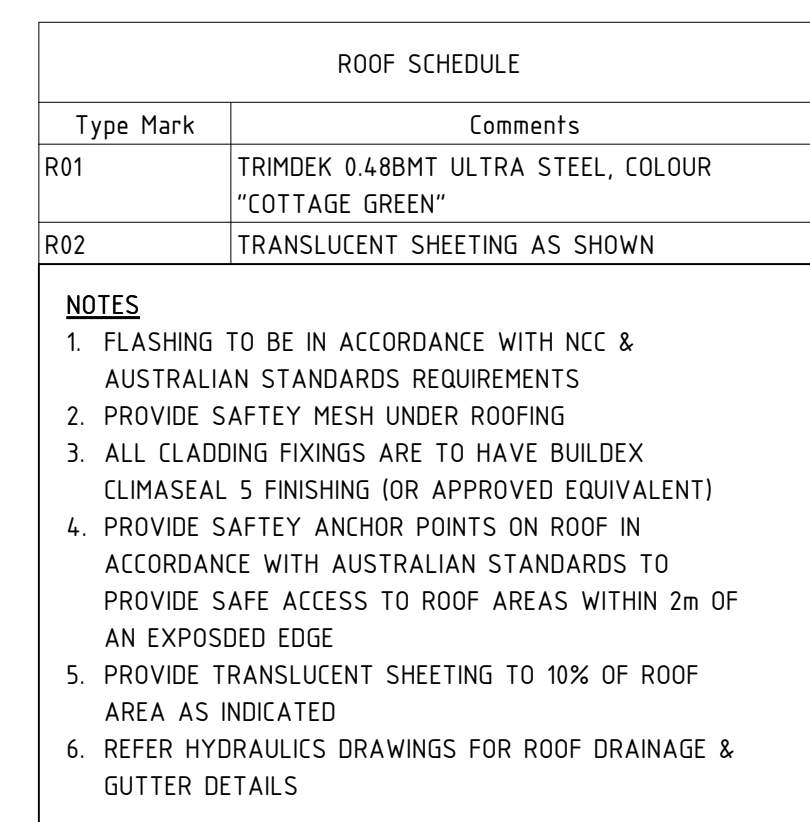 ROOF SCHEDULE
Type Mark Comments
R01 TRIMDEK 0.48BMT ULTRA STEEL, COLOUR
"COTTAGE GREEN"
R02 TRANSLUCENT SHEETING AS SHOWN
NOTES
1. FLASHING TO BE IN ACCORDANCE WITH NCC &
AUSTRALIAN STANDARDS REQUIREMENTS
2. PROVIDE SAFTEY MESH UNDER ROOFING
3. ALL CLADDING FIXINGS ARE TO HAVE BUILDEX
CLIMASEAL 5 FINISHING (OR APPROVED EQUIVALENT)
4. PROVIDE SAFTEY ANCHOR POINTS ON ROOF IN
ACCORDANCE WITH AUSTRALIAN STANDARDS TO
PROVIDE SAFE ACCESS TO ROOF AREAS WITHIN 2m OF
AN EXPOSDED EDGE
5. PROVIDE TRANSLUCENT SHEETING TO 10% OF ROOF
AREA AS INDICATED
6. REFER HYDRAULICS DRAWINGS FOR ROOF DRAINAGE &
GUTTER DETAILS